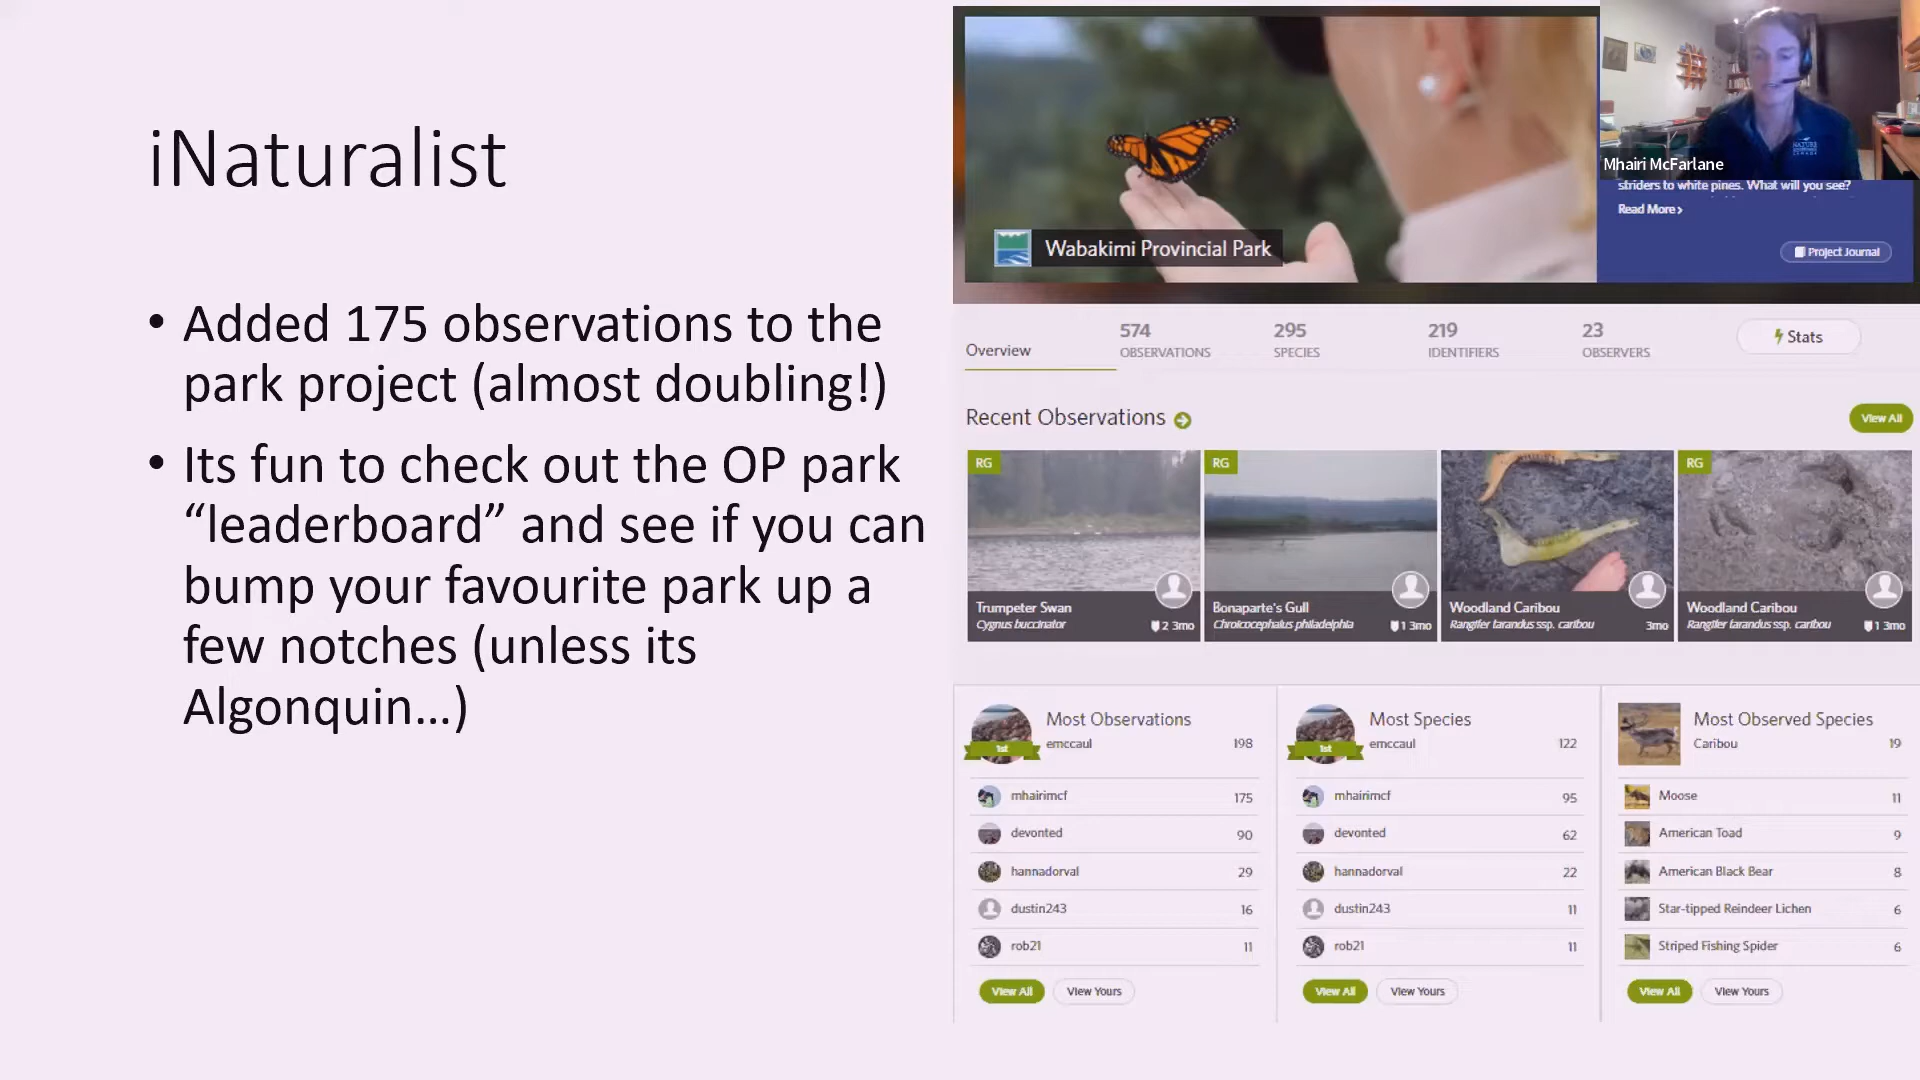 iNaturalist
• Added 175 observations to the
park project (almost doubling!)
• Its fun to check out the OP park
“leaderboard” and see if you can
bump your favourite park up a
few notches (unless its
Algonquin…)
Wabakimi Provincial Park
Mhairi McFarlane
striders to white pines. What will you see?
Read More >
Project Journal
Overview
574
OBSERVATIONS
295
SPECIES
219
IDENTIFIERS
23
OBSERVERS
Stats
Recent Observations
View All
RG
Trumpeter Swan
Cygnus buccinator
2 3mo
RG
Bonaparte's Gull
Chroicocephalus philadelphia
1 3mo
Woodland Caribou
Rangifer tarandus ssp. caribou
3mo
RG
Woodland Caribou
Rangifer tarandus ssp. caribou
1 3mo
1st
Most Observations
emccaul 198
mhairimcf 175
devonted 90
hannadorval 29
dustin243 16
rob21 11
View All View Yours
1st
Most Species
emccaul 122
mhairimcf 95
devonted 62
hannadorval 22
dustin243 11
rob21 11
View All View Yours
Most Observed Species
Caribou 19
Moose 11
American Toad 9
American Black Bear 8
Star-tipped Reindeer Lichen 6
Striped Fishing Spider 6
View All View Yours